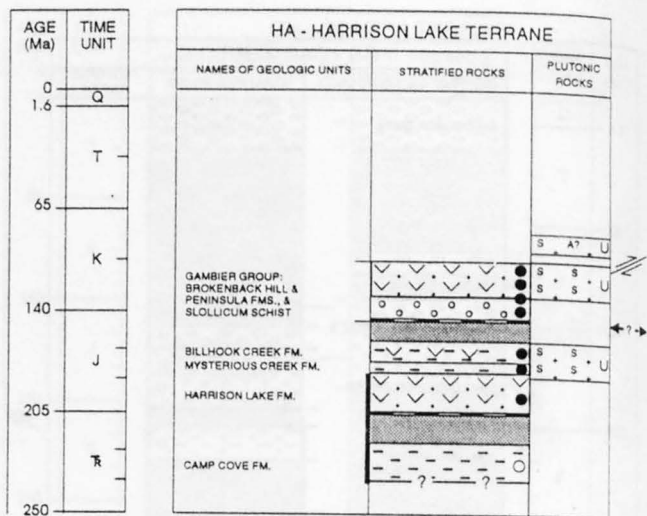 AGE (Ma)
TIME UNIT
HA - HARRISON LAKE TERRANE
NAMES OF GEOLOGIC UNITS
STRATIFIED ROCKS
PLUTONIC ROCKS
0
Q
1.6
T
65
S A? U
K
S S
S S U
GAMBIER GROUP:
BROKENBACK HILL &
PENINSULA FMS., &
SLOLLICUM SCHIST
140
?
BILLHOOK CREEK FM.
S S
MYSTERIOUS CREEK FM.
S S U
J
HARRISON LAKE FM.
205
TR
CAMP COVE FM.
? ?
250